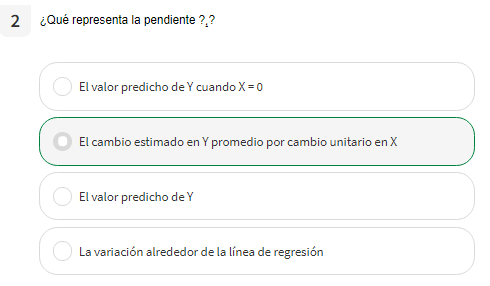 2 ¿Qué representa la pendiente ?¸?
El valor predicho de Y cuando X = 0
El cambio estimado en Y promedio por cambio unitario en X
El valor predicho de Y
La variación alrededor de la línea de regresión